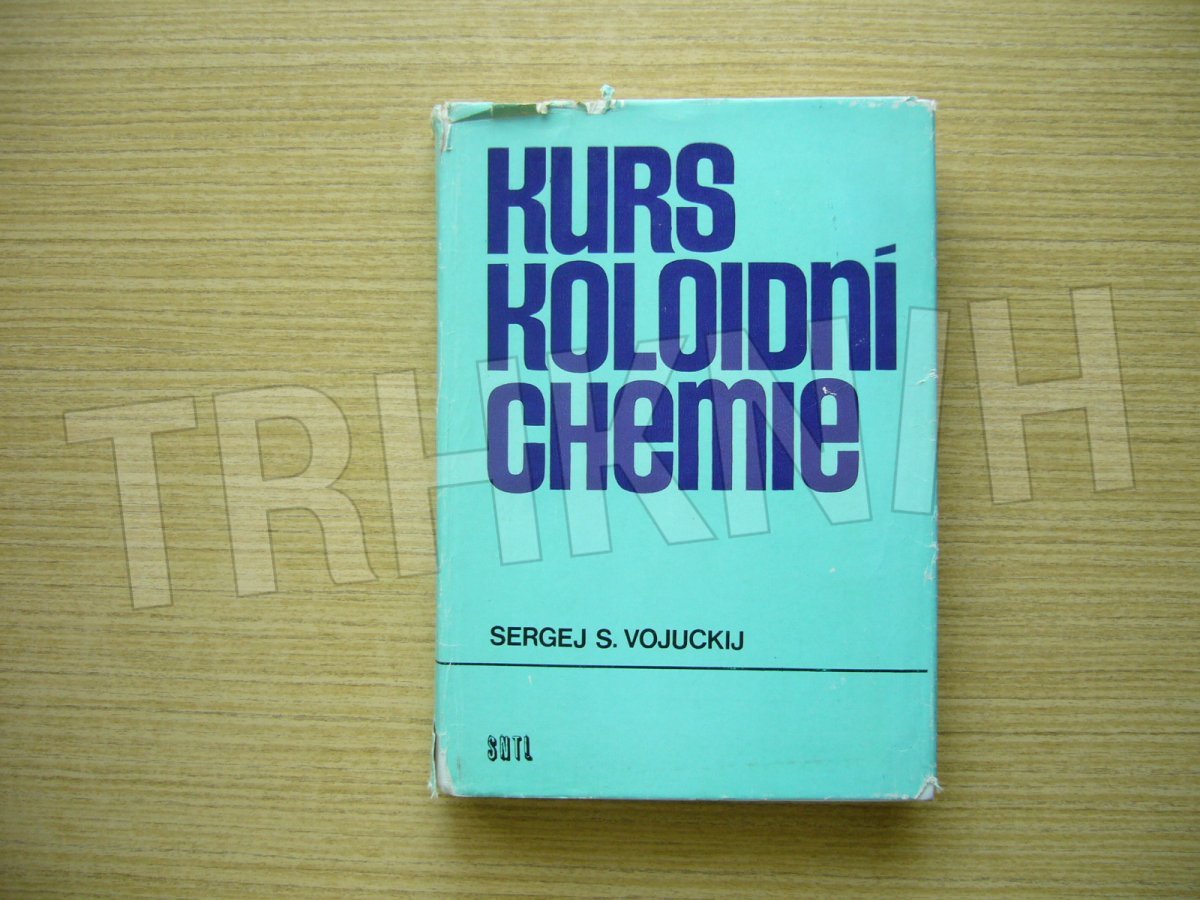 KURS
KOLOIDNÍ
CHEMIE
TRHKNIH
SERGEJ S. VOJUCKIJ
SNTL